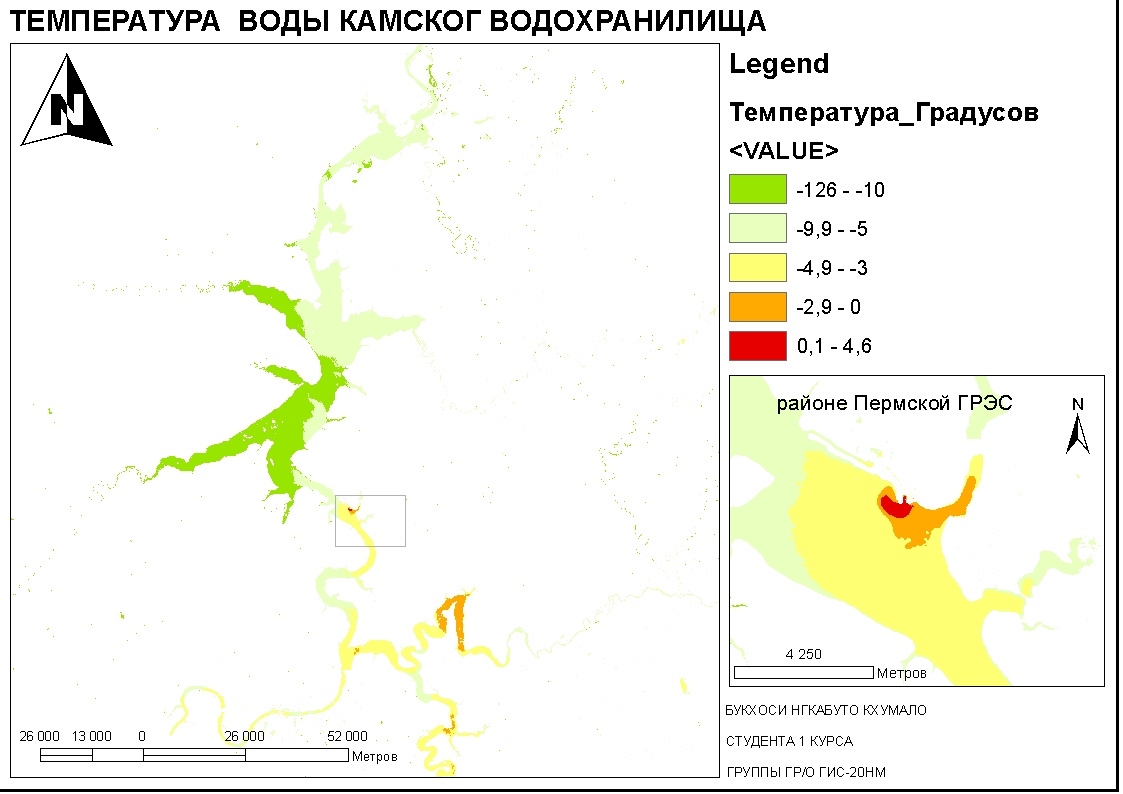 ТЕМПЕРАТУРА ВОДЫ КАМСКОГ ВОДОХРАНИЛИЩА
N
Legend
Температура_Градусов
<VALUE>
-126 - -10
-9,9 - -5
-4,9 - -3
-2,9 - 0
0,1 - 4,6
районе Пермской ГРЭС
N
4 250
Метров
26 000 13 000 0 26 000 52 000
Метров
БУКХОСИ НГКАБУТО КХУМАЛО
СТУДЕНТА 1 КУРСА
ГРУППЫ ГР/О ГИС-20НМ